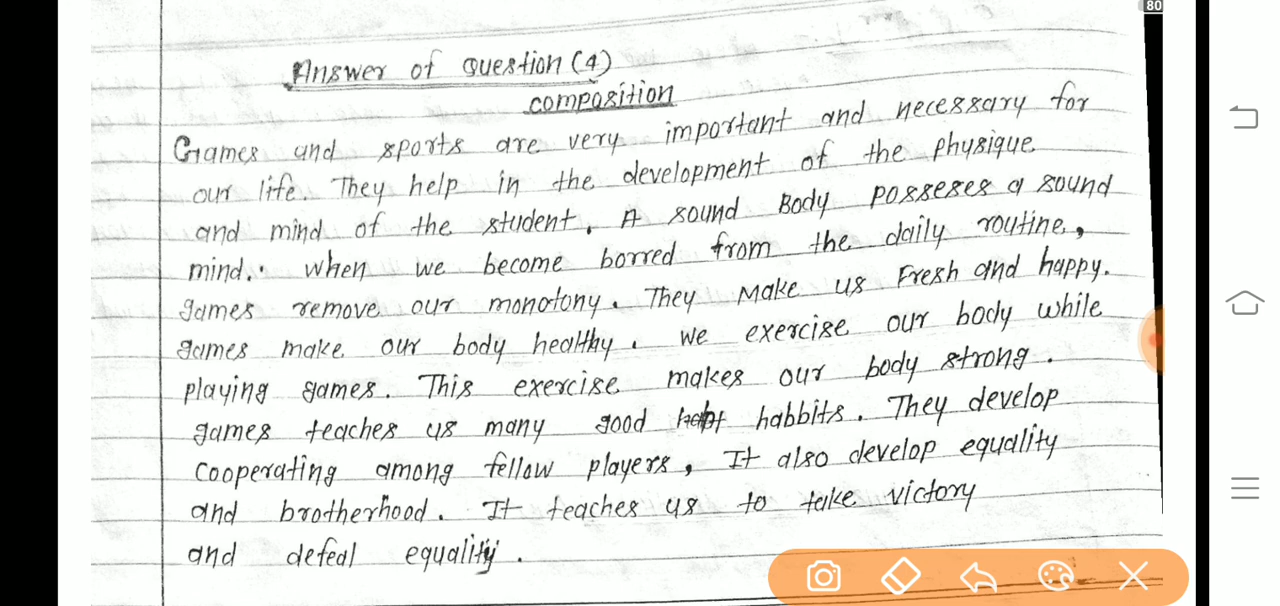 80
Answer of Question (4)
composition
Games and sports are very important and necessary for
our life. They help in the development of the physique
and mind of the student. A sound Body posseses a sound
mind. when we become borred from the daily routine,
games remove our monotony. They Make us Fresh and happy.
games make our body healthy. we exercise our body while
playing games. This exercise makes our body strong.
games teaches us many good habbits. They develop
cooperating among fellow players, It also develop equality
and brotherhood. It teaches us to take victory
and defeal equality.